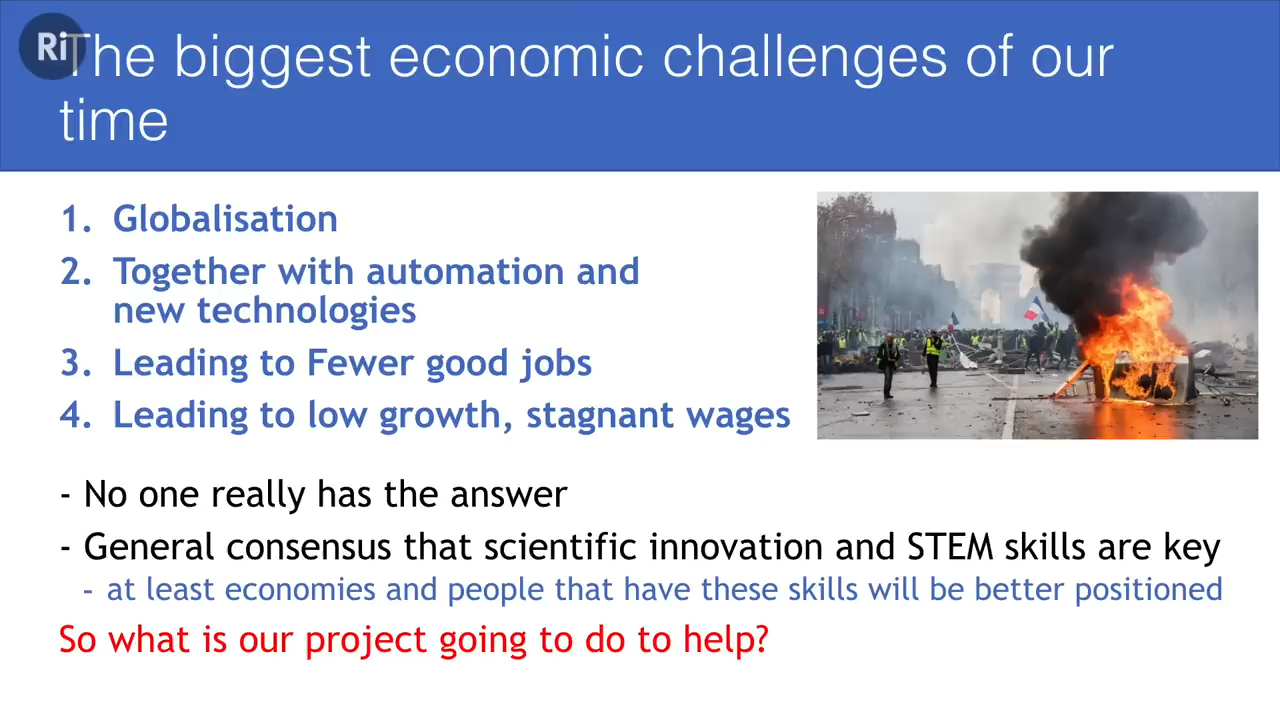 Ri
The biggest economic challenges of our
time
1. Globalisation
2. Together with automation and
new technologies
3. Leading to Fewer good jobs
4. Leading to low growth, stagnant wages
- No one really has the answer
- General consensus that scientific innovation and STEM skills are key
- at least economies and people that have these skills will be better positioned
So what is our project going to do to help?